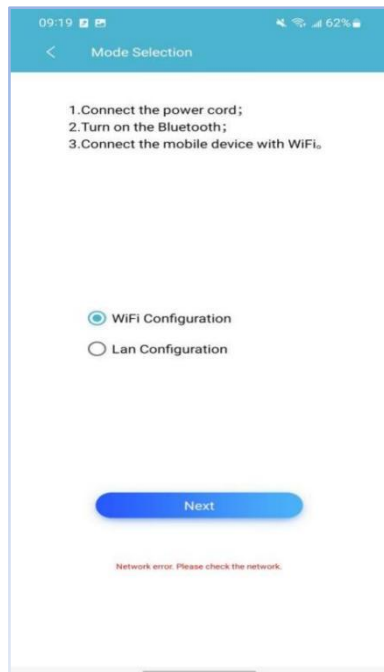 09:19 62%
Mode Selection
1.Connect the power cord;
2.Turn on the Bluetooth;
3.Connect the mobile device with WiFi。
WiFi Configuration
Lan Configuration
Next
Network error. Please check the network.